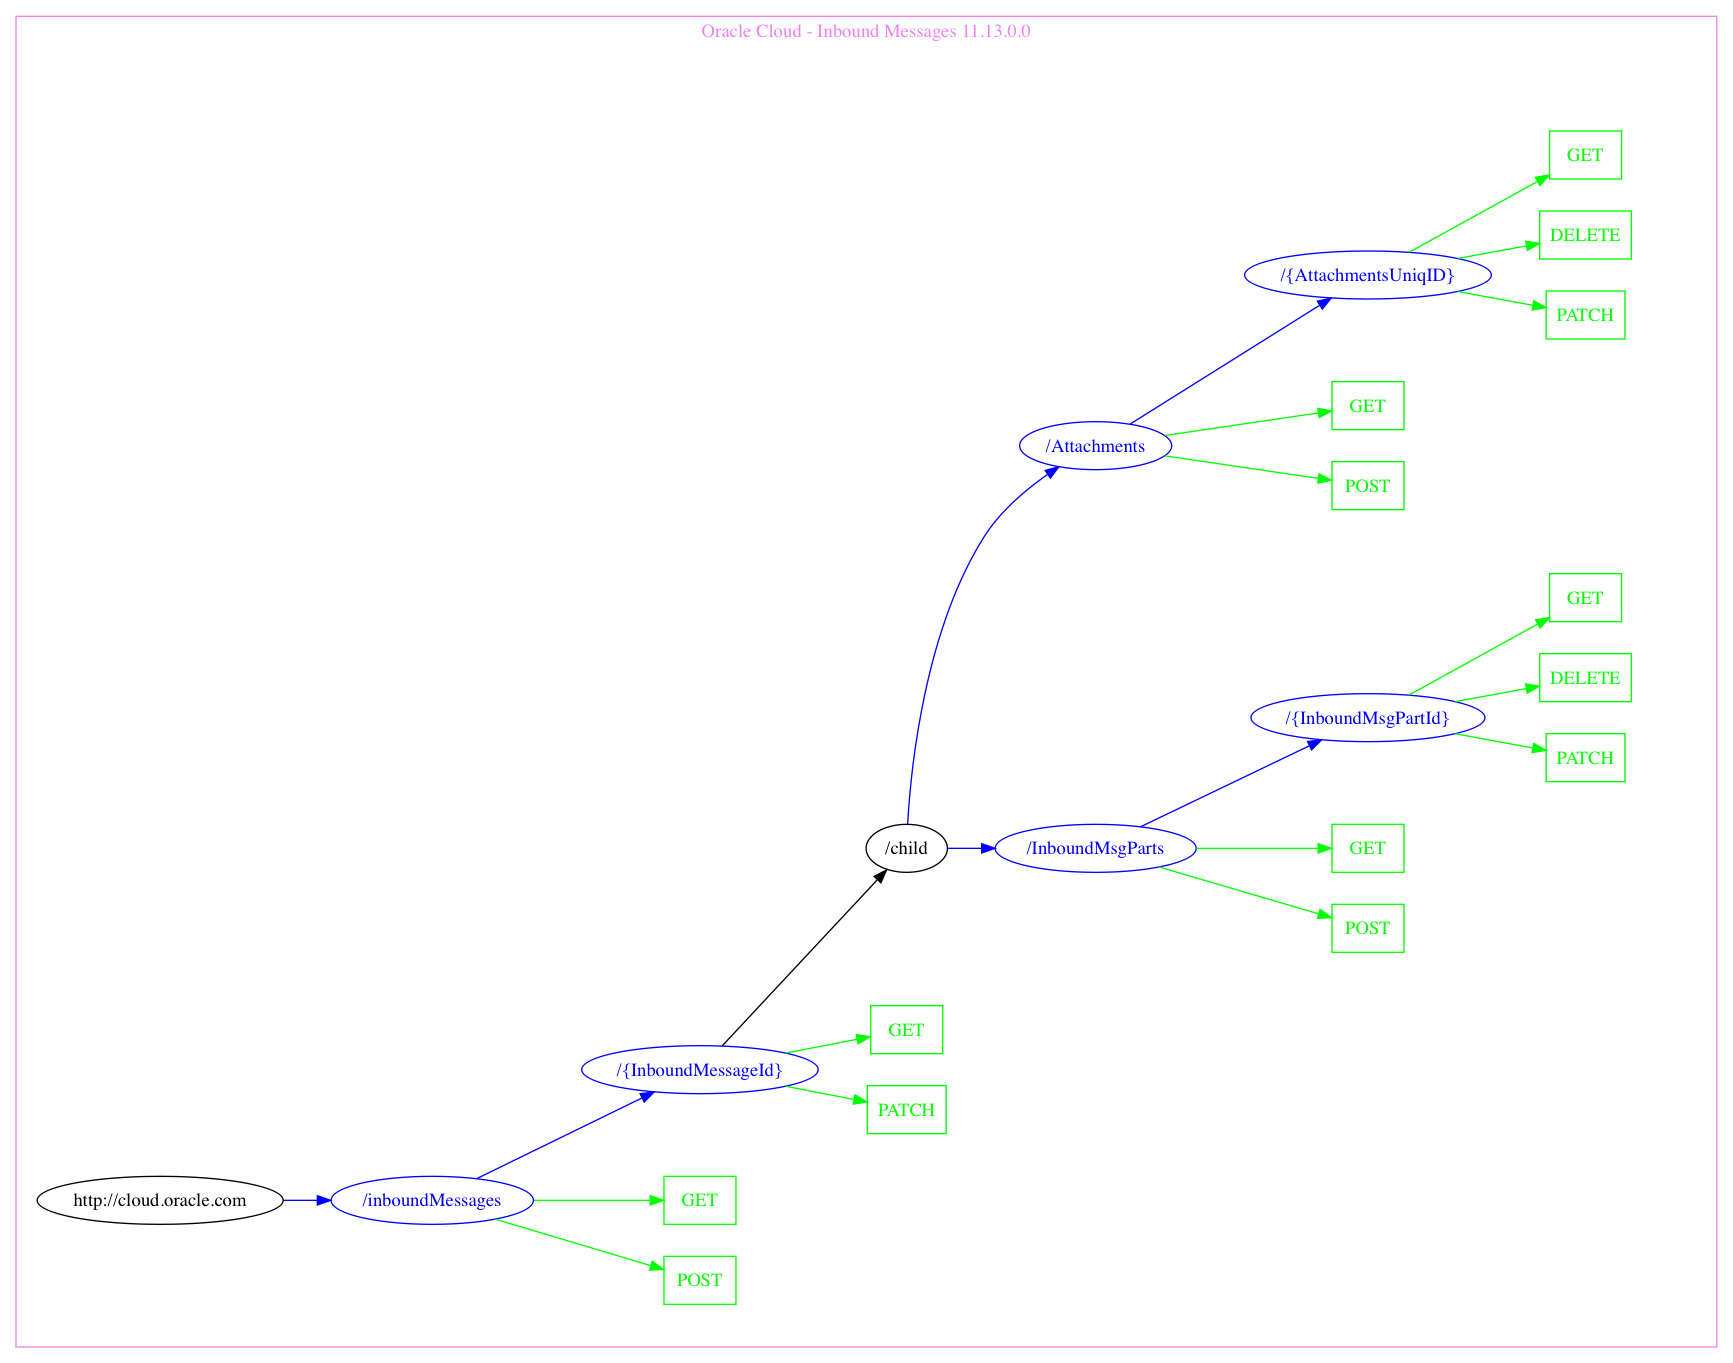 Oracle Cloud - Inbound Messages 11.13.0.0
GET
DELETE
/{AttachmentsUniqID}
PATCH
GET
/Attachments
POST
GET
DELETE
/{InboundMsgPartId}
PATCH
/child
/InboundMsgParts
GET
POST
GET
/{InboundMessageId}
PATCH
http://cloud.oracle.com
/inboundMessages
GET
POST